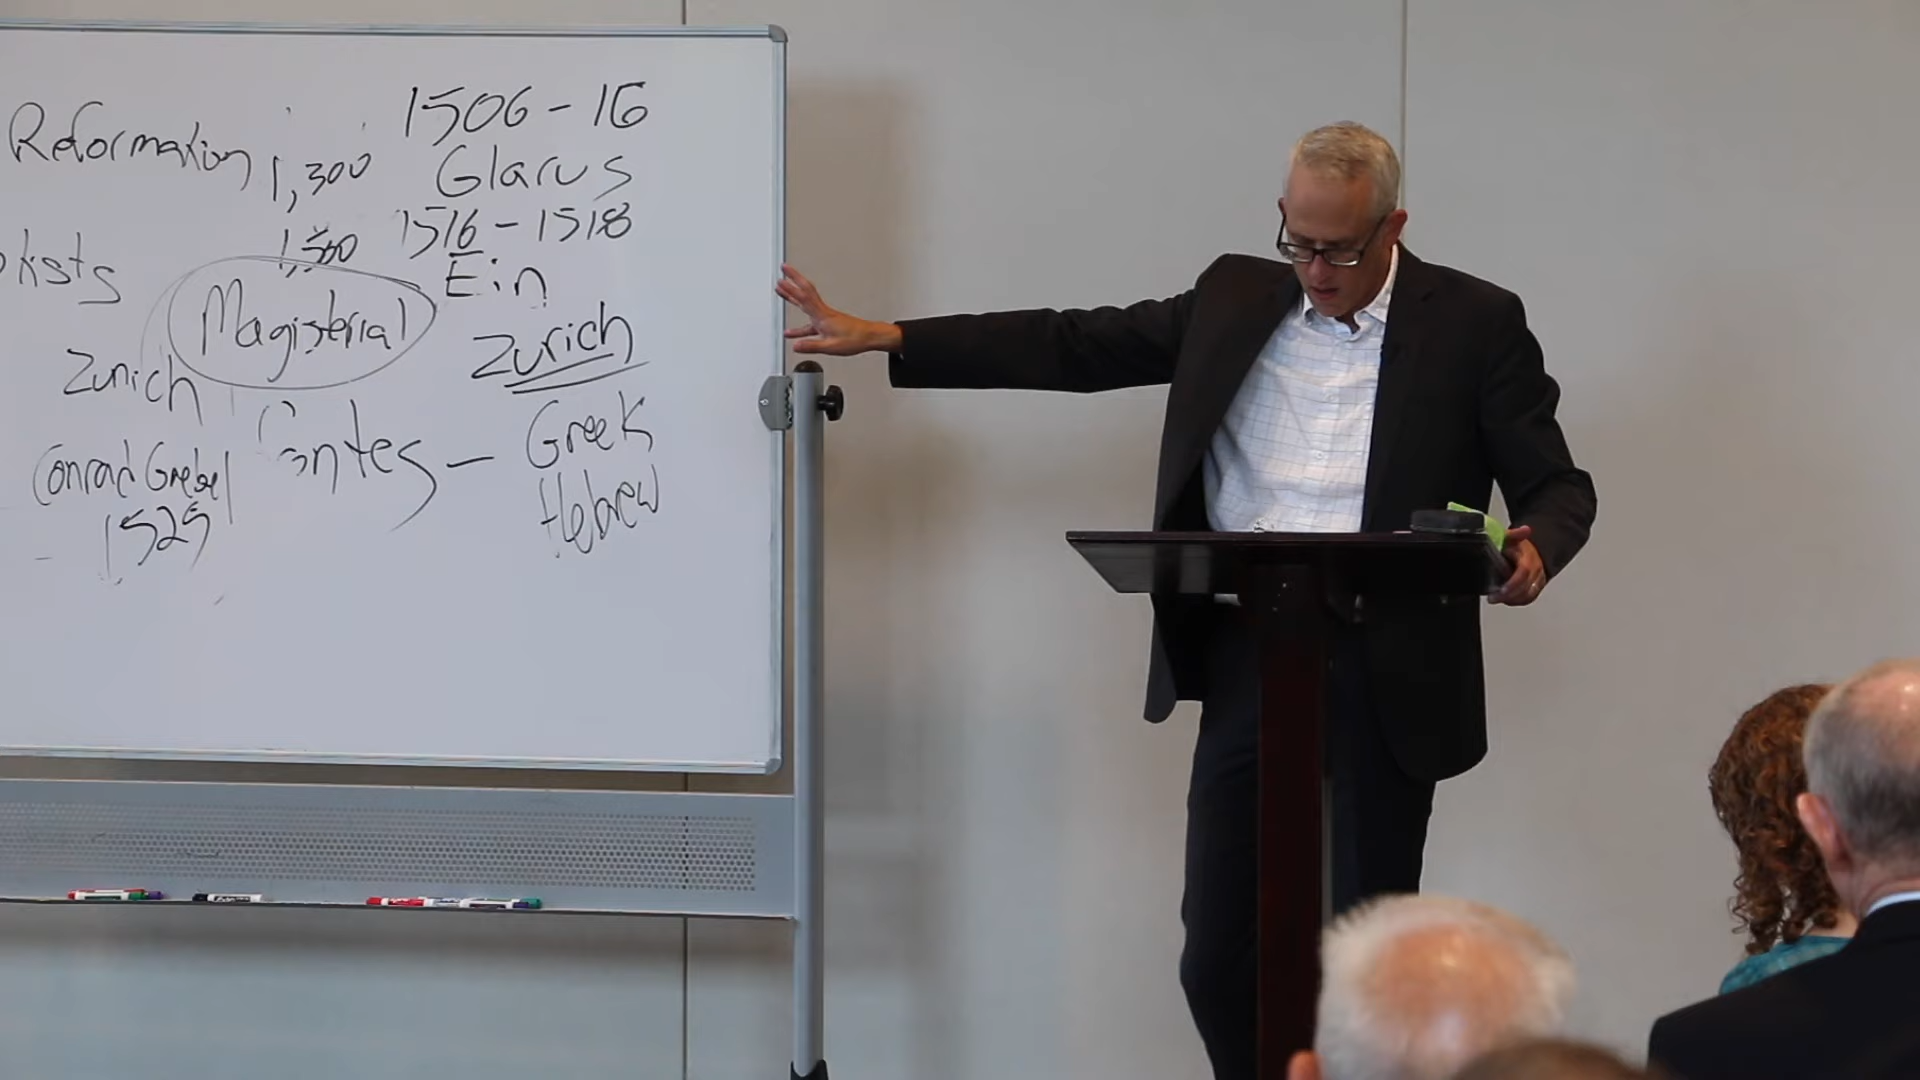 Reformation
1,300
1,500
Magisterial
Zurich
Conrad Grebel
1525
1506-16
Glarus
1516-1518
Ein
Zurich
Fontes - Greek
Hebrew